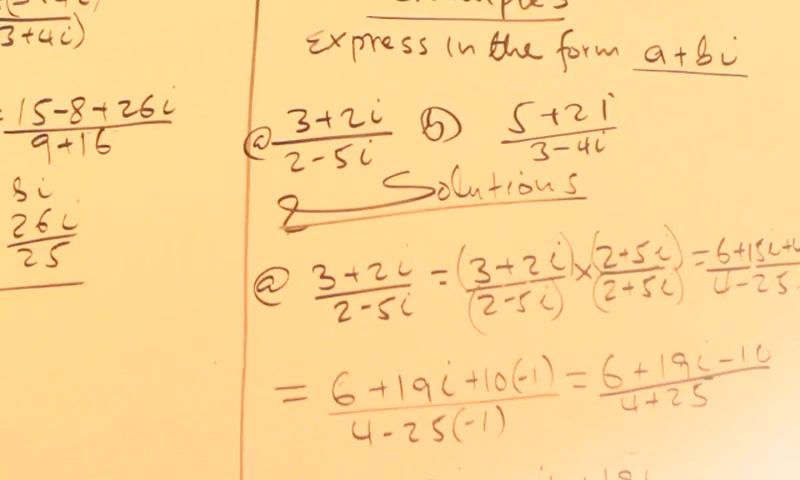 3+4i)
= 15-8+26i
9+16
8i
26i
25
Examples
Express in the form a+bi
(a) 3+2i (b) 5+2i
2-5i 3-4i
Solutions
(a) 3+2i = (3+2i) × (2+5i) = 6+15i+4
2-5i (2-5i) (2+5i) 4-25
= 6+19i+10(-1) = 6+19i-10
4-25(-1) 4+25